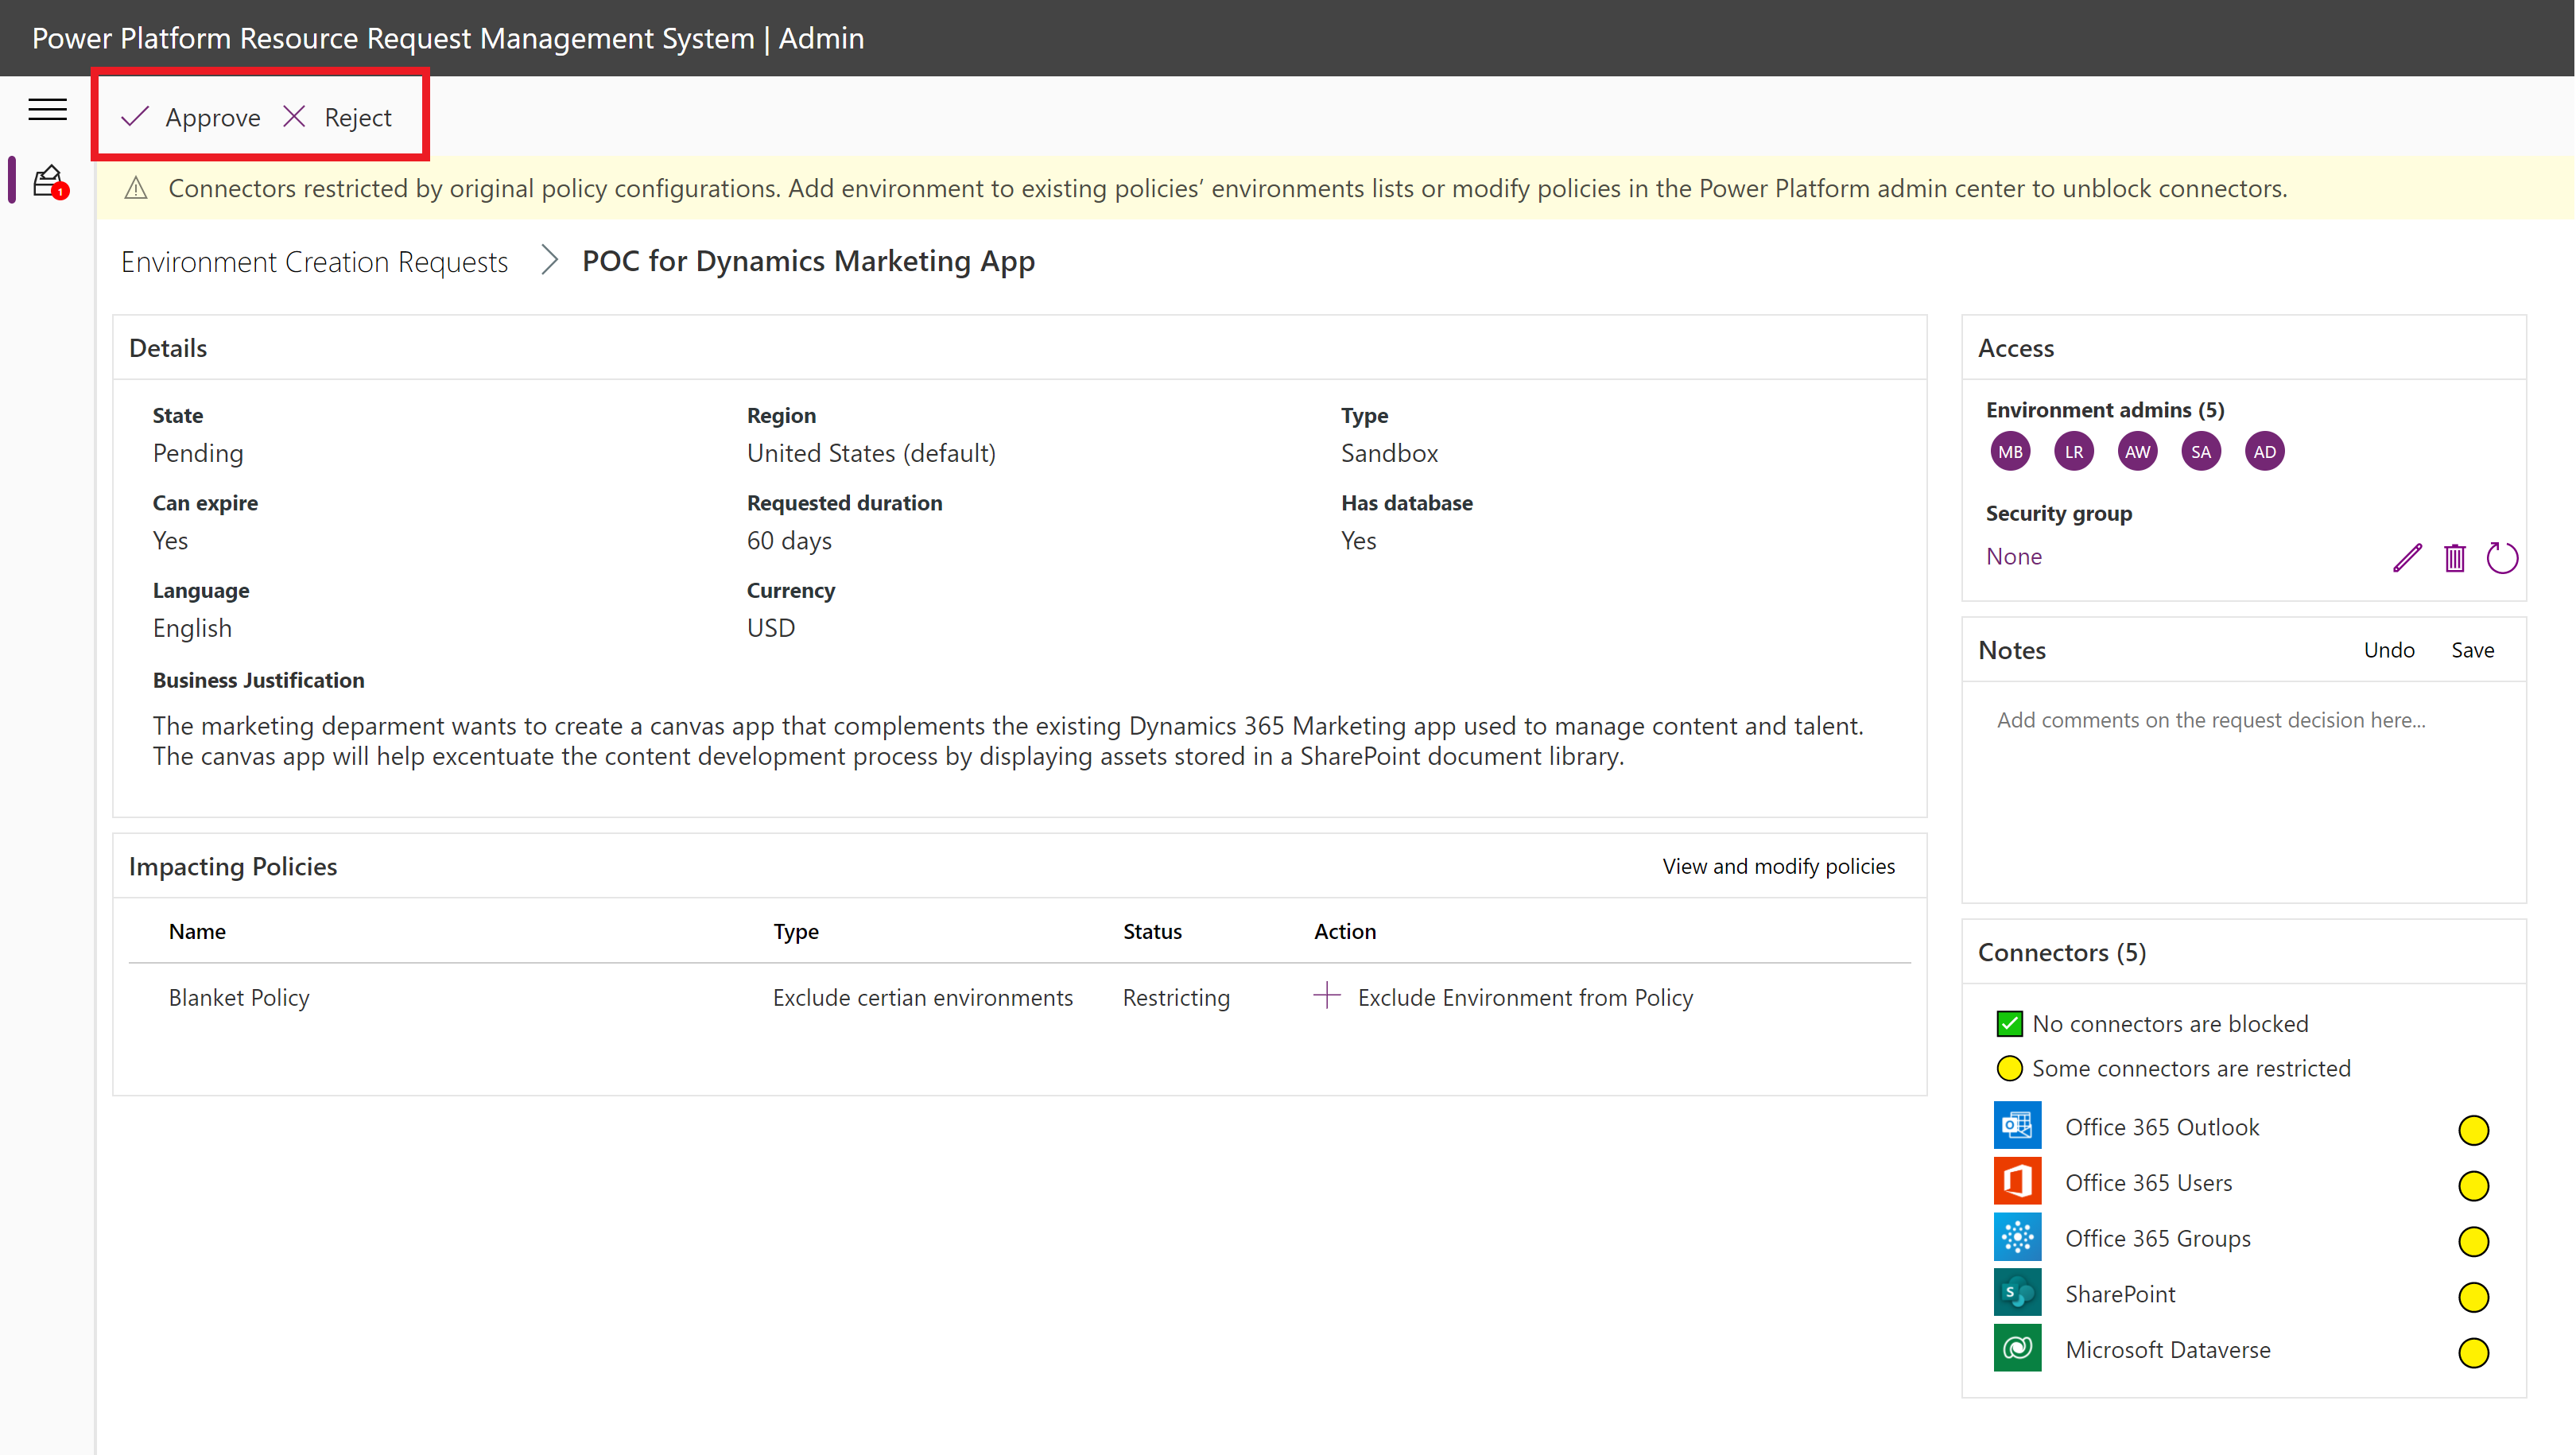 Power Platform Resource Request Management System | Admin
Approve Reject
1
Connectors restricted by original policy configurations. Add environment to existing policies’ environments lists or modify policies in the Power Platform admin center to unblock connectors.
Environment Creation Requests > POC for Dynamics Marketing App
Details
State Region Type
Pending United States (default) Sandbox
Can expire Requested duration Has database
Yes 60 days Yes
Language Currency
English USD
Business Justification
The marketing deparment wants to create a canvas app that complements the existing Dynamics 365 Marketing app used to manage content and talent.
The canvas app will help excentuate the content development process by displaying assets stored in a SharePoint document library.
Impacting Policies View and modify policies
Name Type Status Action
Blanket Policy Exclude certian environments Restricting Exclude Environment from Policy
Access
Environment admins (5)
MB LR AW SA AD
Security group
None
Notes Undo Save
Add comments on the request decision here...
Connectors (5)
No connectors are blocked
Some connectors are restricted
Office 365 Outlook
Office 365 Users
Office 365 Groups
SharePoint
Microsoft Dataverse